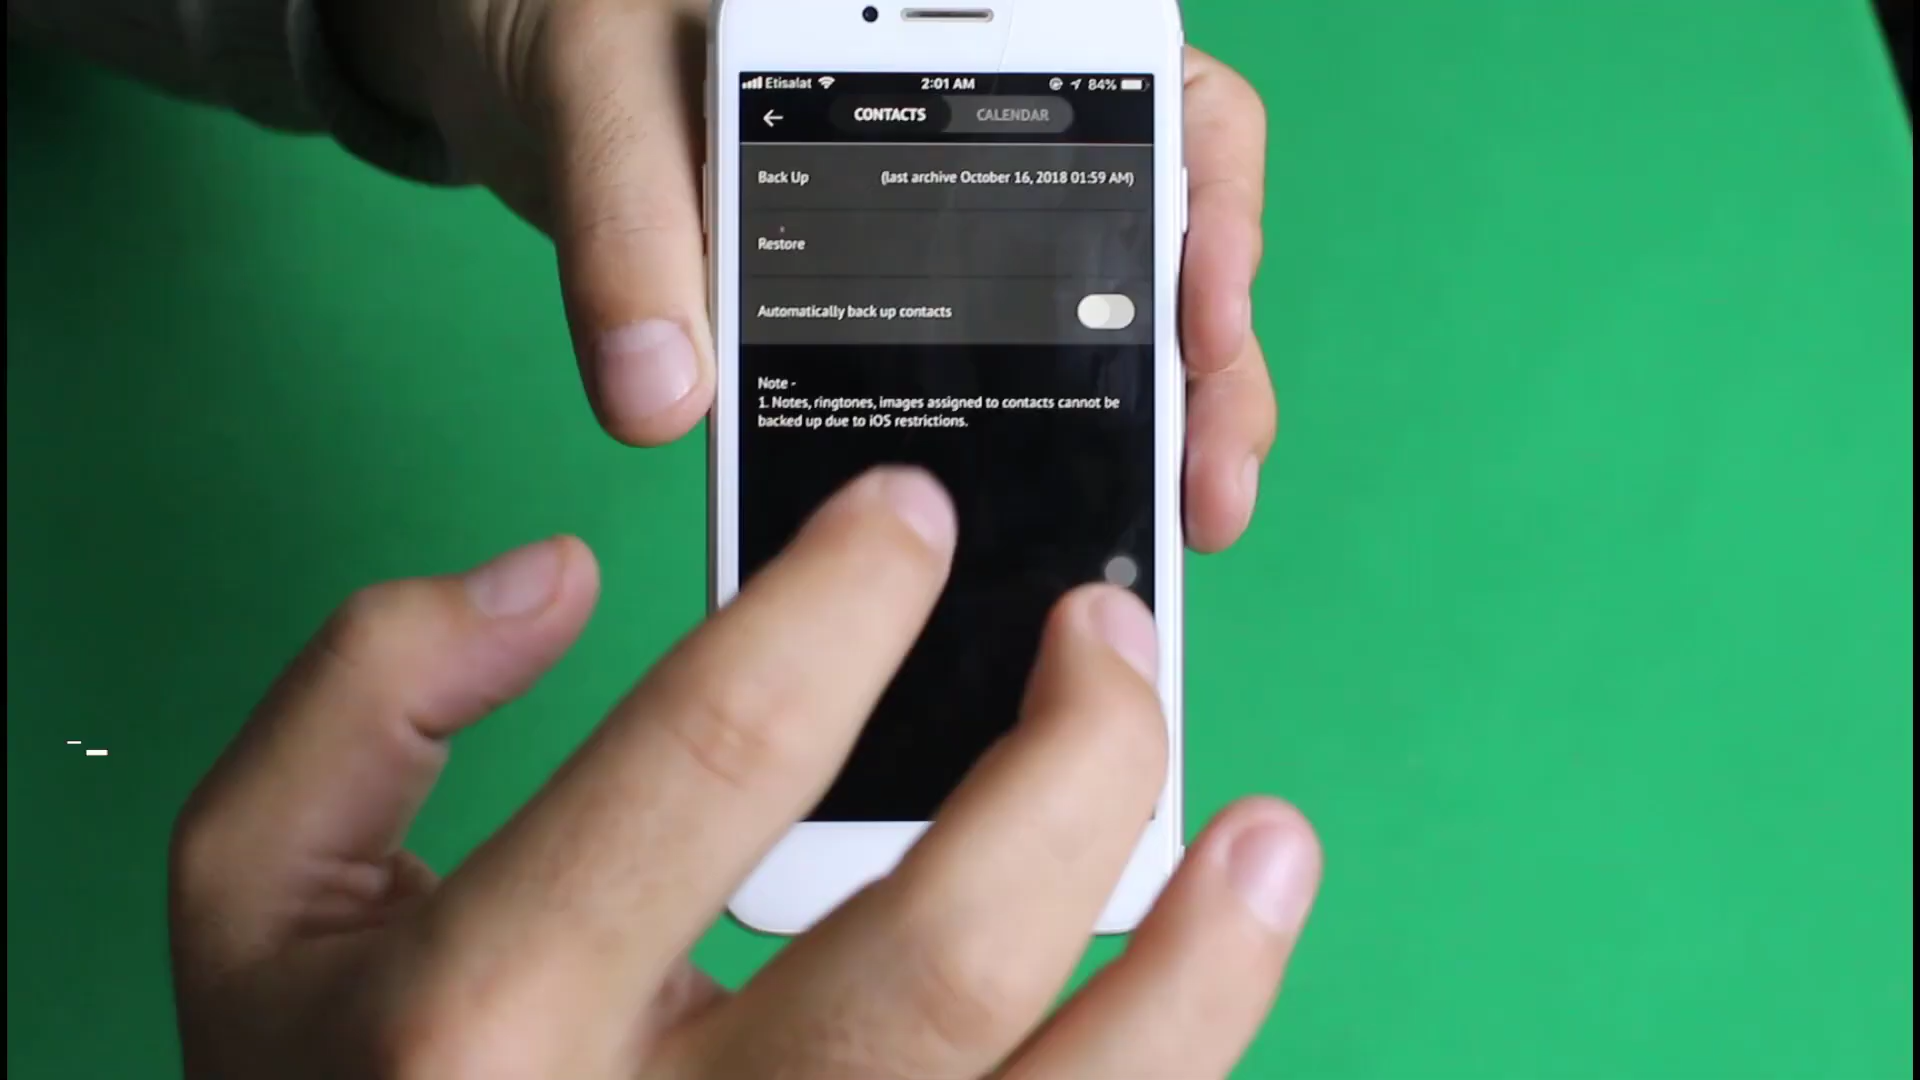 Etisalat 2:01 AM 84%
CONTACTS CALENDAR
Back Up (last archive October 16, 2018 01:59 AM)
Restore
Automatically back up contacts
Note -
1. Notes, ringtones, images assigned to contacts cannot be
backed up due to iOS restrictions.